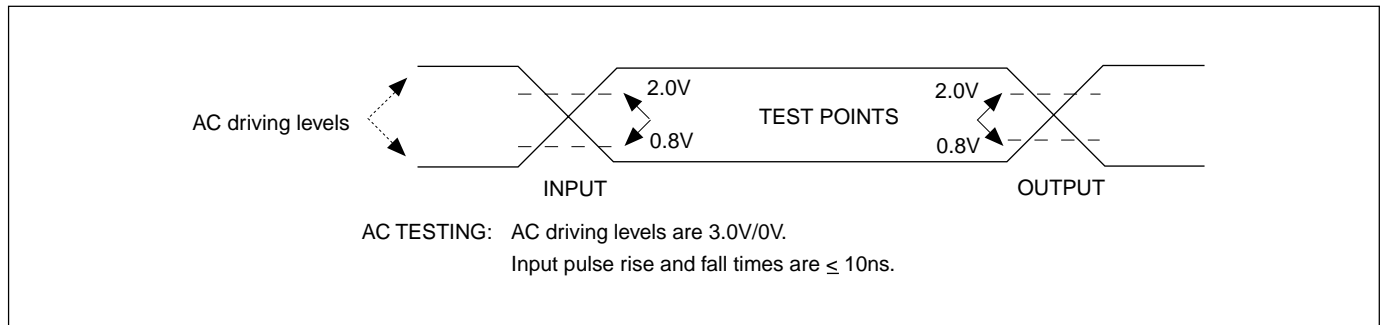 2.0V
2.0V
AC driving levels
TEST POINTS
0.8V
0.8V
INPUT
OUTPUT
AC TESTING: AC driving levels are 3.0V/0V.
Input pulse rise and fall times are ≤ 10ns.